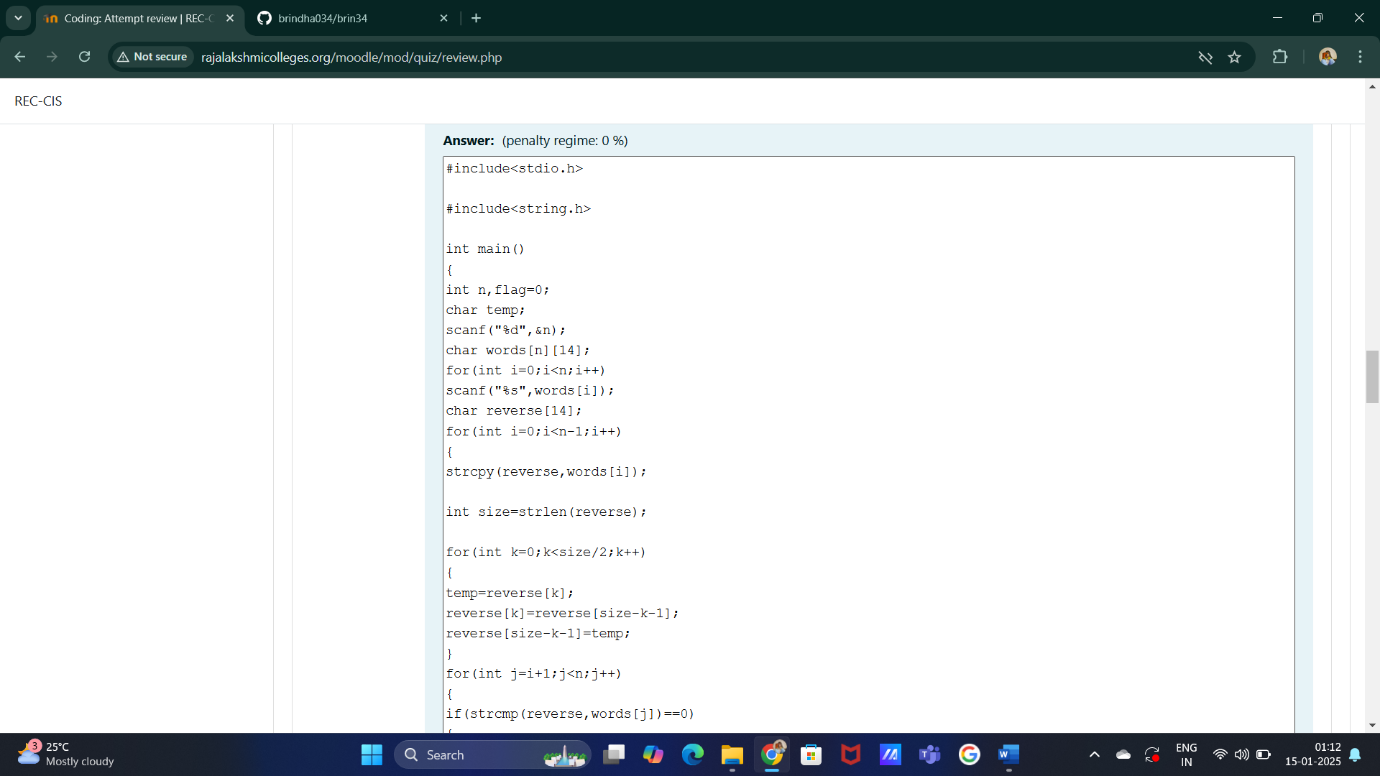 Coding: Attempt review | REC-C
brindha034/brin34
Not secure
rajalakshmicolleges.org/moodle/mod/quiz/review.php
REC-CIS
Answer: (penalty regime: 0 %)
#include<stdio.h>
#include<string.h>
int main()
{
int n,flag=0;
char temp;
scanf("%d",&n);
char words[n][14];
for(int i=0;i<n;i++)
scanf("%s",words[i]);
char reverse[14];
for(int i=0;i<n-1;i++)
{
strcpy(reverse,words[i]);
int size=strlen(reverse);
for(int k=0;k<size/2;k++)
{
temp=reverse[k];
reverse[k]=reverse[size-k-1];
reverse[size-k-1]=temp;
}
for(int j=i+1;j<n;j++)
{
if(strcmp(reverse,words[j])==0)
{
3
25°C
Mostly cloudy
Search
ENG
IN
01:12
15-01-2025